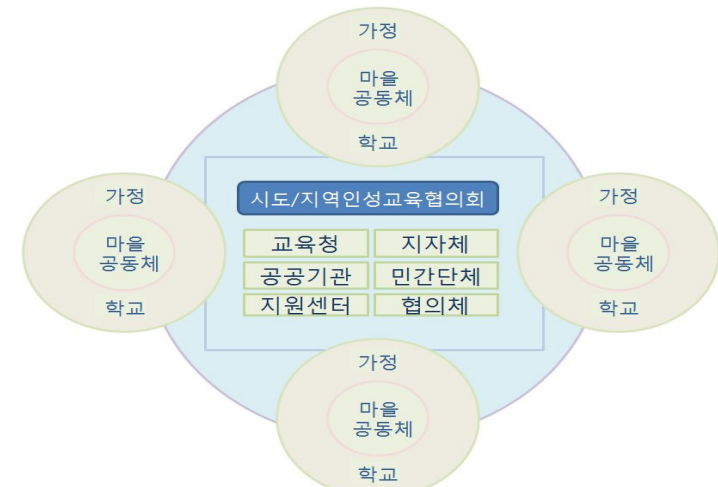 가정
마을
공동체
학교
시도/지역인성교육협의회
교육청 지자체
공공기관 민간단체
지원센터 협의체
가정
마을
공동체
학교
가정
마을
공동체
학교
가정
마을
공동체
학교